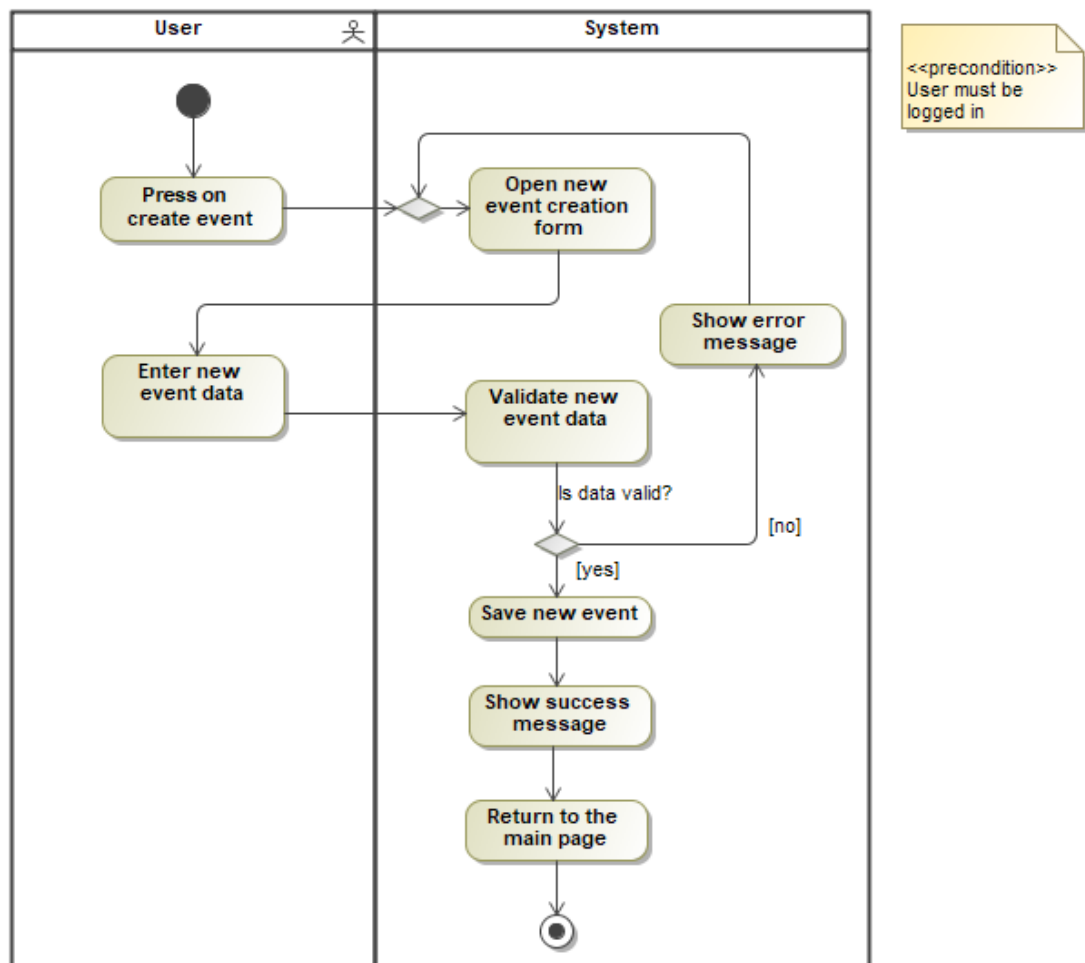 User
System
<<precondition>>
User must be
logged in
Press on
create event
Open new
event creation
form
Show error
message
Enter new
event data
Validate new
event data
Is data valid?
[no]
[yes]
Save new event
Show success
message
Return to the
main page